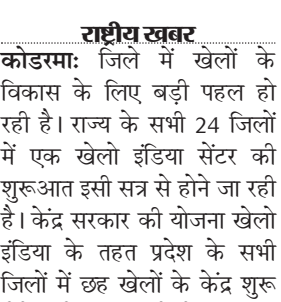 राष्ट्रीय खबर
कोडरमाः जिले में खेलों के
विकास के लिए बड़ी पहल हो
रही है। राज्य के सभी 24 जिलों
में एक खेलो इंडिया सेंटर की
शुरूआत इसी सत्र से होने जा रही
है। केंद्र सरकार की योजना खेलो
इंडिया के तहत प्रदेश के सभी
जिलों में छह खेलों के केंद्र शुरू